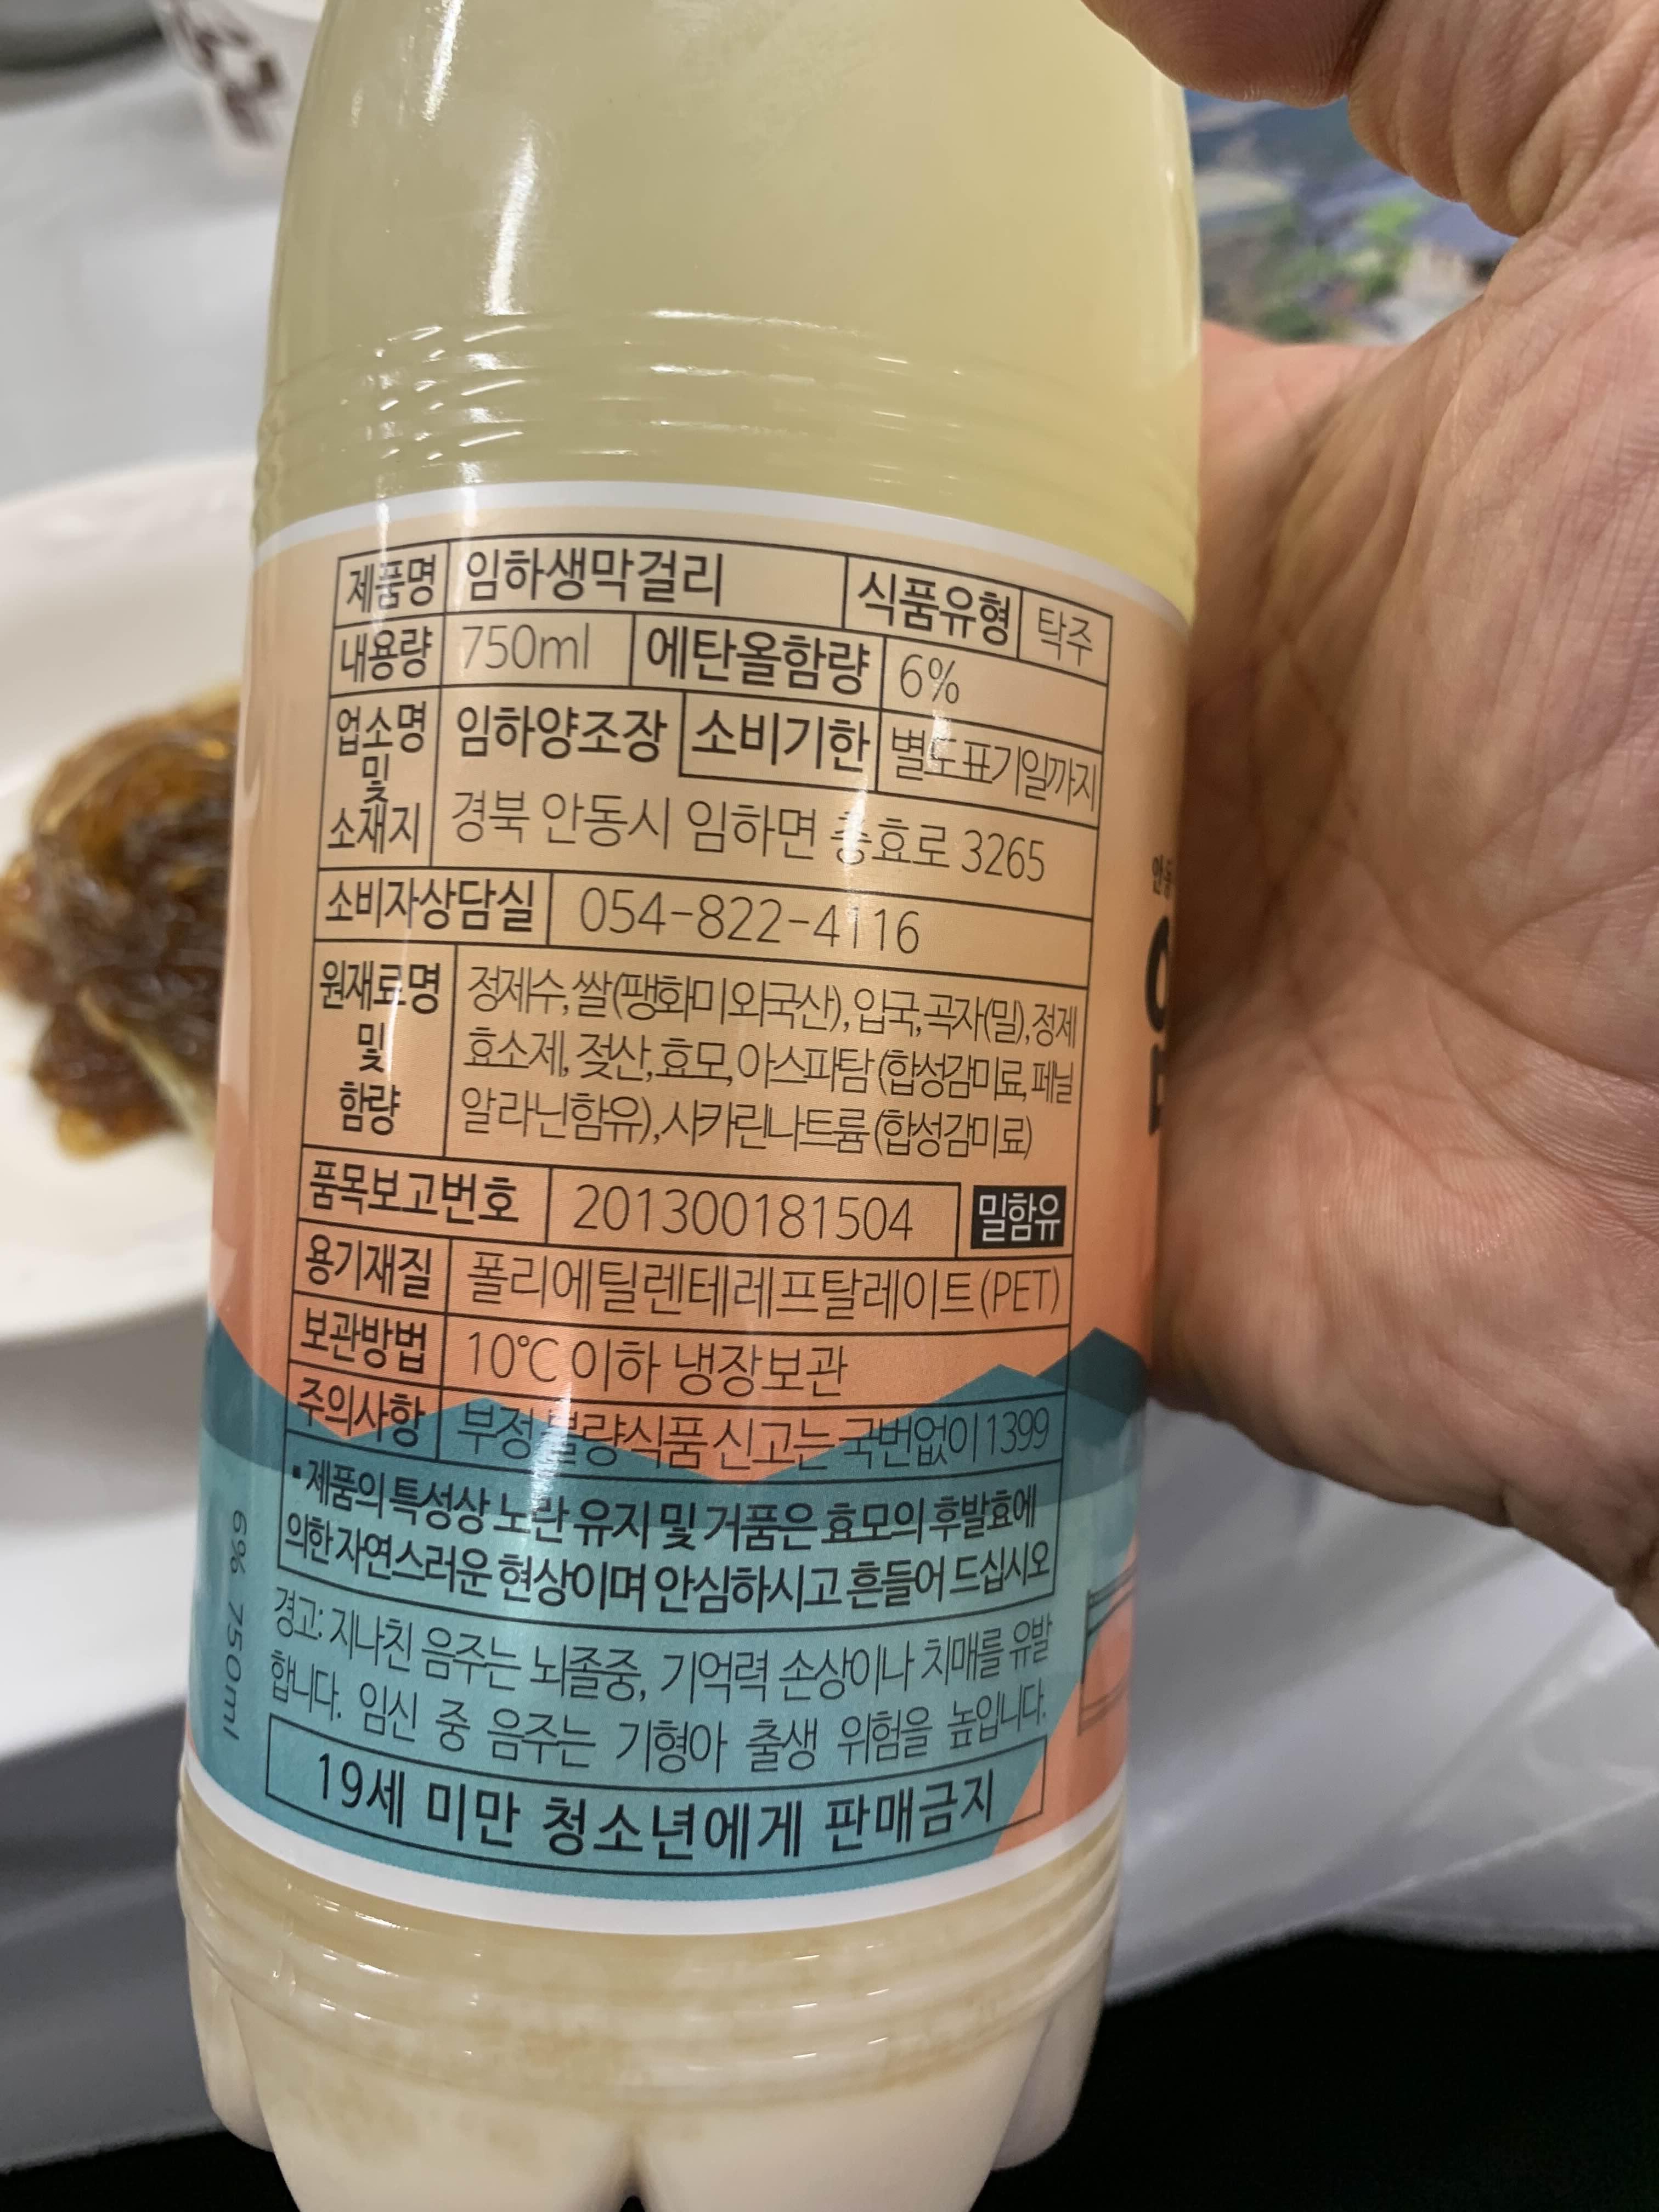 제품명 임하생막걸리 식품유형 탁주
내용량 750ml 에탄올함량 6%
업소명 및 소재지 임하양조장 소비기한 별도표기일까지
경북 안동시 임하면 충효로 3265
소비자상담실 054-822-4116
원재료명 및 함량 정제수,쌀(팽화미외국산),입국,곡자(밀),정제
효소제,젖산,효모,아스파탐(합성감미료,페닐
알라닌함유),사카린나트륨(합성감미료)
품목보고번호 201300181504 밀함유
용기재질 폴리에틸렌테레프탈레이트(PET)
보관방법 10℃ 이하 냉장보관
주의사항 부정 불량식품 신고는 국번없이 1399
▪제품의 특성상 노란 유지 및 거품은 효모의 후발효에
의한 자연스러운 현상이며 안심하시고 흔들어 드십시오
경고: 지나친 음주는 뇌졸중, 기억력 손상이나 치매를 유발
합니다. 임신 중 음주는 기형아 출생 위험을 높입니다.
19세 미만 청소년에게 판매금지
6% 750ml